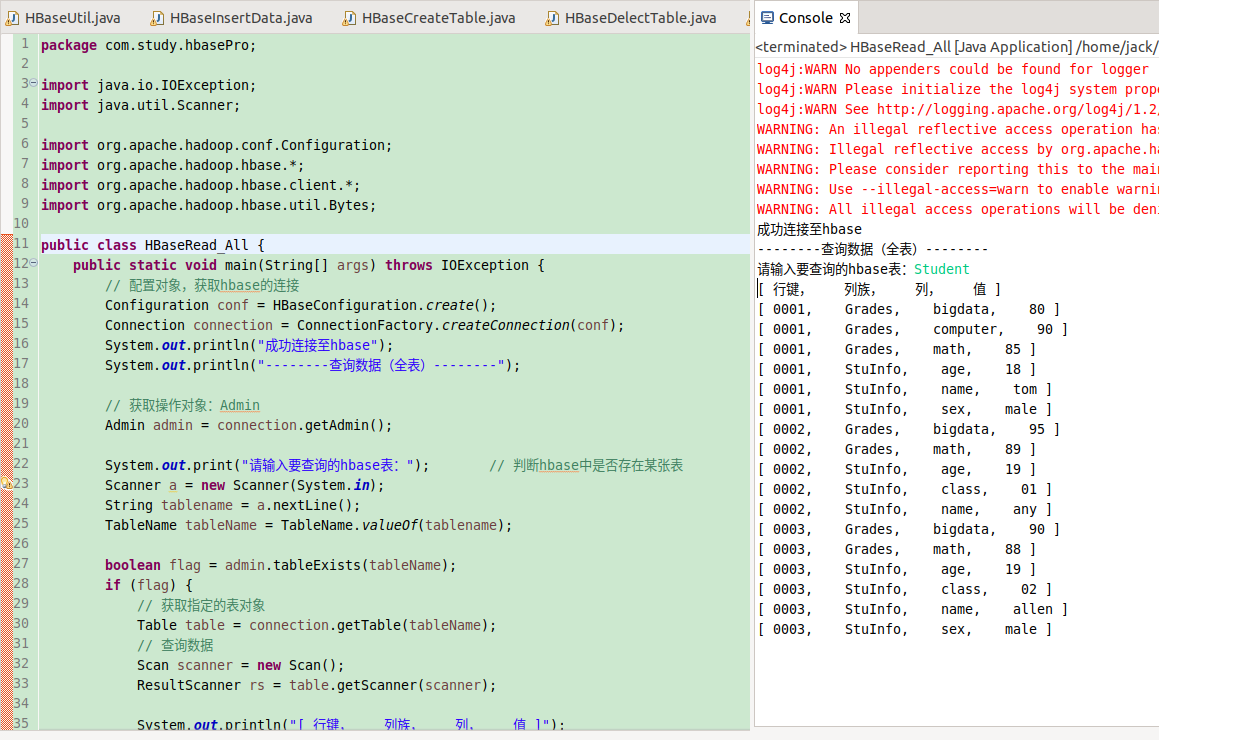 HBaseUtil.java HBaseInsertData.java HBaseCreateTable.java HBaseDelectTable.java
1 package com.study.hbasePro;
2
3 import java.io.IOException;
4 import java.util.Scanner;
5
6 import org.apache.hadoop.conf.Configuration;
7 import org.apache.hadoop.hbase.*;
8 import org.apache.hadoop.hbase.client.*;
9 import org.apache.hadoop.hbase.util.Bytes;
10
11 public class HBaseRead_All {
12 public static void main(String[] args) throws IOException {
13 // 配置对象，获取hbase的连接
14 Configuration conf = HBaseConfiguration.create();
15 Connection connection = ConnectionFactory.createConnection(conf);
16 System.out.println("成功连接至hbase");
17 System.out.println("--------查询数据（全表）--------");
18
19 // 获取操作对象：Admin
20 Admin admin = connection.getAdmin();
21
22 System.out.print("请输入要查询的hbase表："); // 判断hbase中是否存在某张表
23 Scanner a = new Scanner(System.in);
24 String tablename = a.nextLine();
25 TableName tableName = TableName.valueOf(tablename);
26
27 boolean flag = admin.tableExists(tableName);
28 if (flag) {
29 // 获取指定的表对象
30 Table table = connection.getTable(tableName);
31 // 查询数据
32 Scan scanner = new Scan();
33 ResultScanner rs = table.getScanner(scanner);
34
35 System.out.println("[ 行键， 列族， 列， 值 ]");
Console
<terminated> HBaseRead_All [Java Application] /home/jack/
log4j:WARN No appenders could be found for logger
log4j:WARN Please initialize the log4j system prope
log4j:WARN See http://logging.apache.org/log4j/1.2/
WARNING: An illegal reflective access operation has
WARNING: Illegal reflective access by org.apache.ha
WARNING: Please consider reporting this to the main
WARNING: Use --illegal-access=warn to enable warnin
WARNING: All illegal access operations will be deni
成功连接至hbase
--------查询数据（全表）--------
请输入要查询的hbase表：Student
[ 行键， 列族， 列， 值 ]
[ 0001, Grades, bigdata, 80 ]
[ 0001, Grades, computer, 90 ]
[ 0001, Grades, math, 85 ]
[ 0001, StuInfo, age, 18 ]
[ 0001, StuInfo, name, tom ]
[ 0001, StuInfo, sex, male ]
[ 0002, Grades, bigdata, 95 ]
[ 0002, Grades, math, 89 ]
[ 0002, StuInfo, age, 19 ]
[ 0002, StuInfo, class, 01 ]
[ 0002, StuInfo, name, any ]
[ 0003, Grades, bigdata, 90 ]
[ 0003, Grades, math, 88 ]
[ 0003, StuInfo, age, 19 ]
[ 0003, StuInfo, class, 02 ]
[ 0003, StuInfo, name, allen ]
[ 0003, StuInfo, sex, male ]